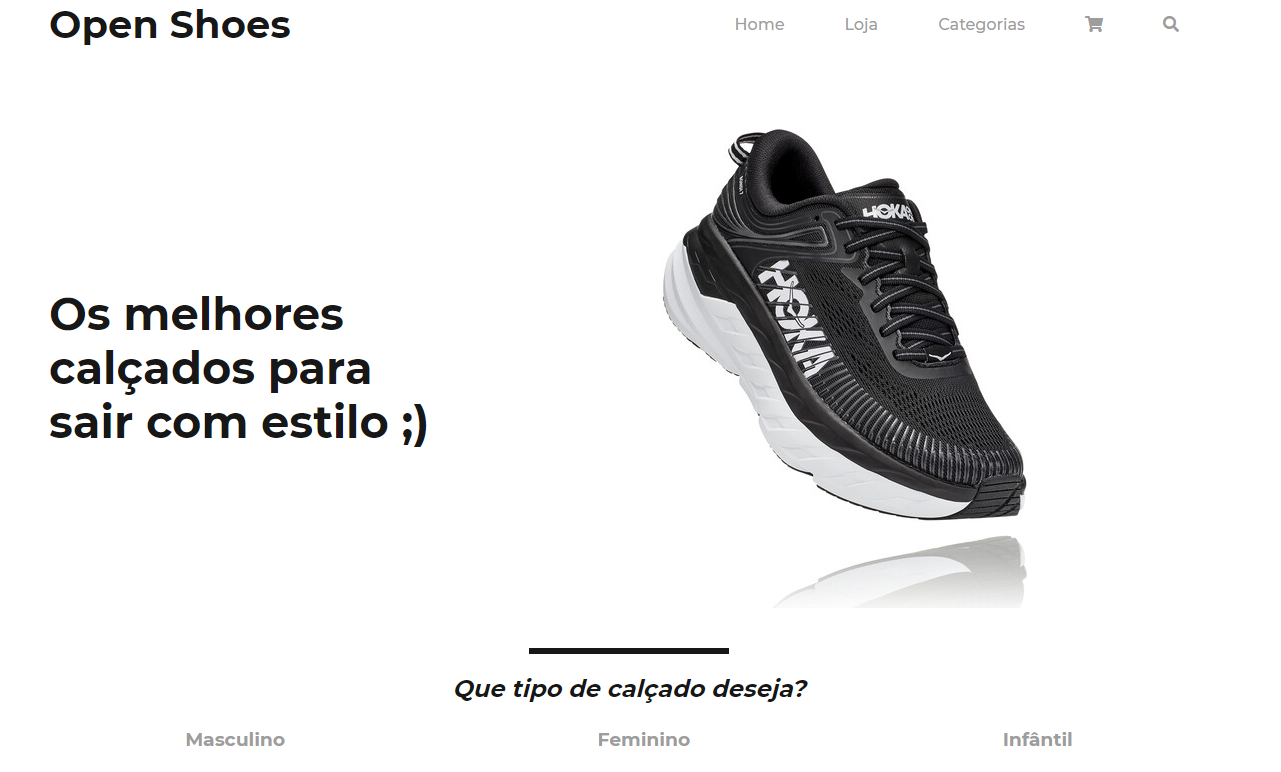 Open Shoes
Home
Loja
Categorias
HOKA
HOKA
Os melhores
calçados para
sair com estilo ;)
Que tipo de calçado deseja?
Masculino
Feminino
Infântil